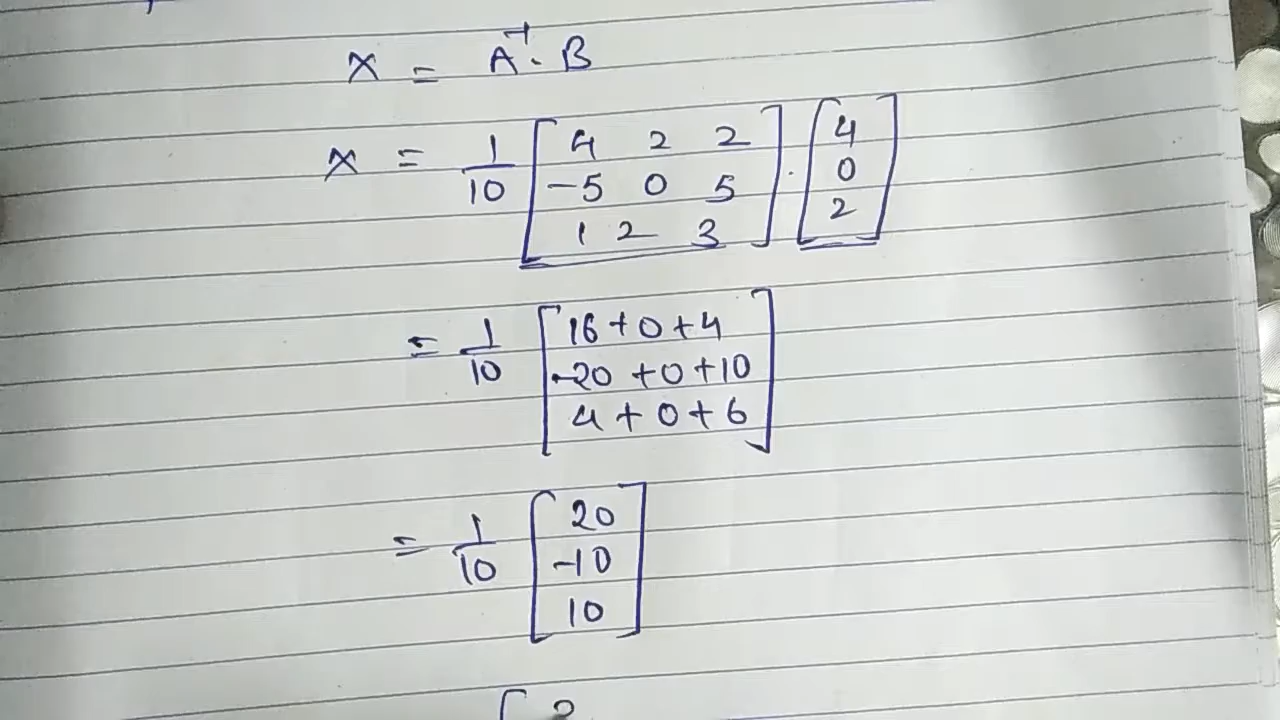 x = A⁻¹ . B
x = 1/10 [4 2 2; -5 0 5; 1 2 3] . [4; 0; 2]
= 1/10 [16+0+4; -20+0+10; 4+0+6]
= 1/10 [20; -10; 10]